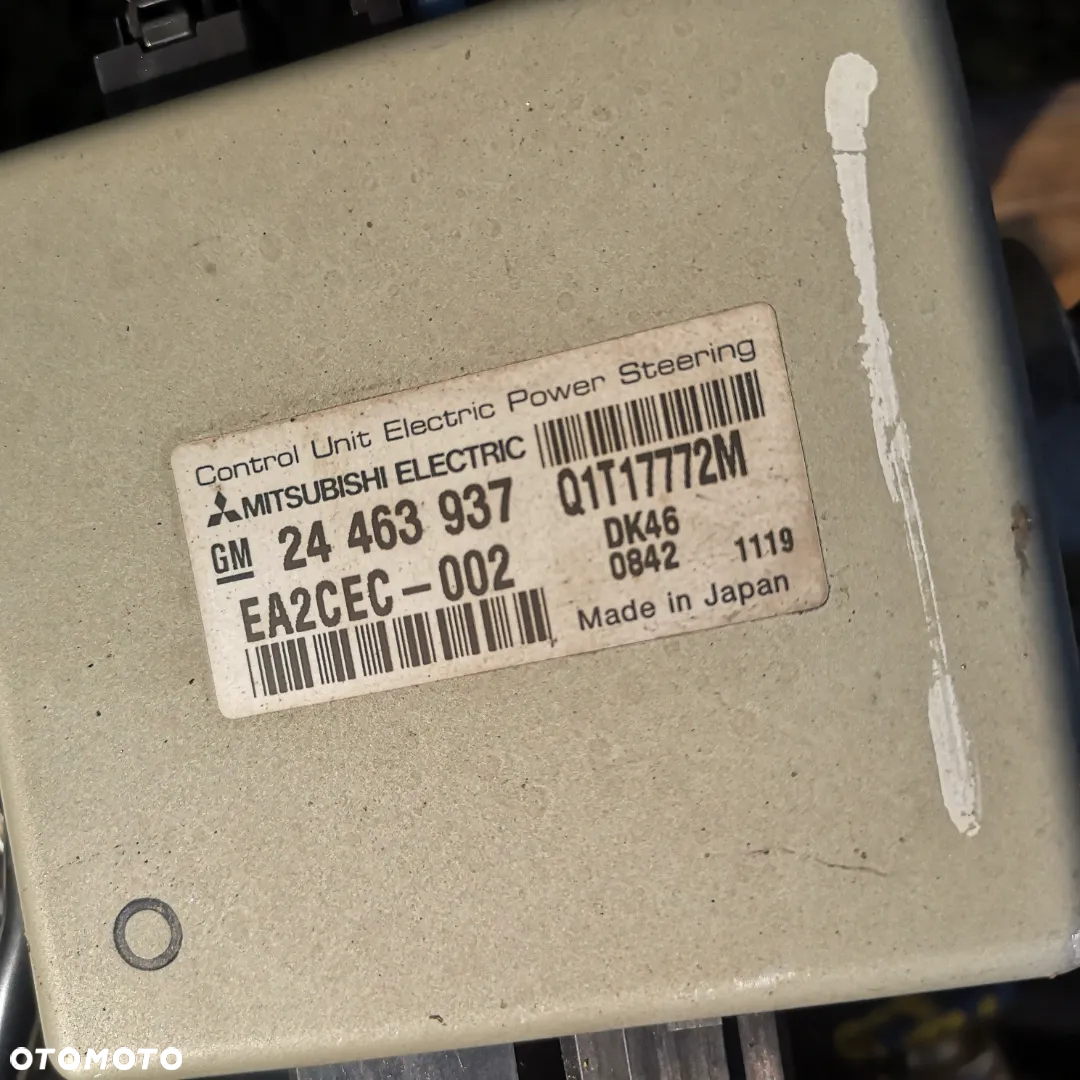 Control Unit Electric Power Steering
MITSUBISHI ELECTRIC
GM 24 463 937 Q1T17772M
EA2CEC-002 DK46
0842 1119
Made in Japan
OTOMOTO